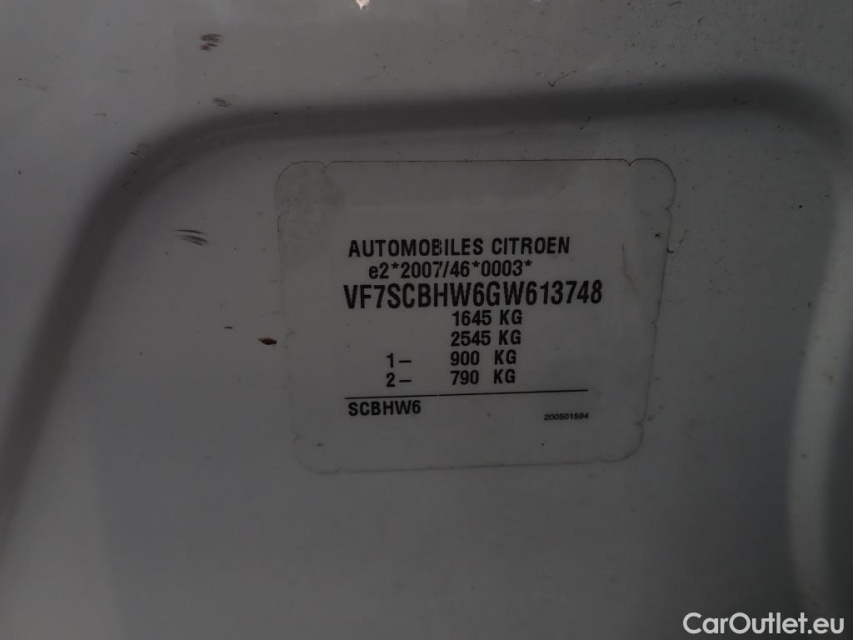 AUTOMOBILES CITROEN
e2*2007/46*0003*
VF7SCBHW6GW613748
1645 KG
2545 KG
1- 900 KG
2- 790 KG
SCBHW6
200501594
CarOutlet.eu